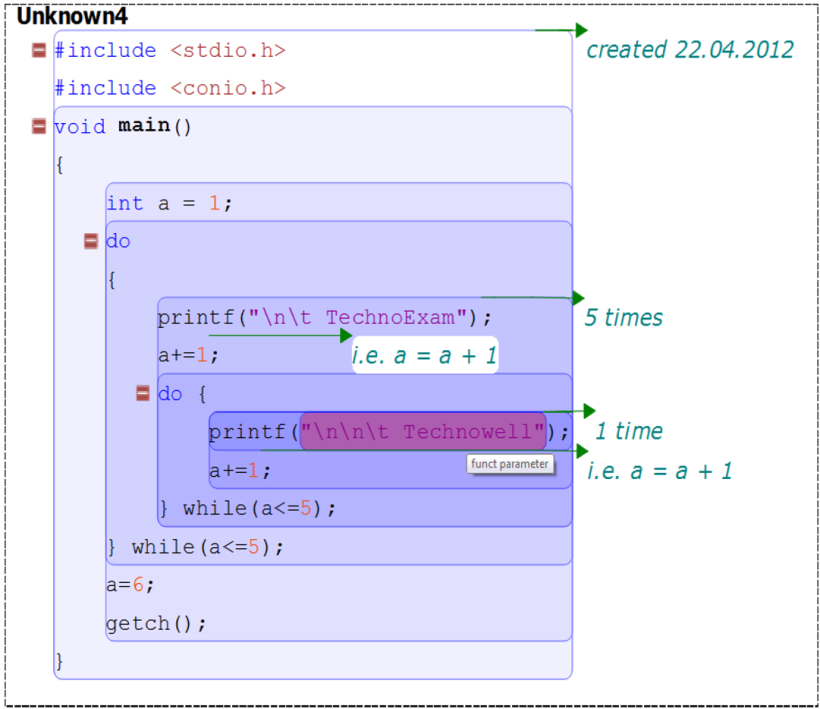 Unknown4
#include <stdio.h>
created 22.04.2012
#include <conio.h>
void main()
{
int a = 1;
do
{
printf("\n\t TechnoExam");
5 times
a+=1;
i.e. a = a + 1
do {
printf("\n\n\t Technowell");
1 time
funct parameter
a+=1;
i.e. a = a + 1
} while(a<=5);
} while(a<=5);
a=6;
getch();
}